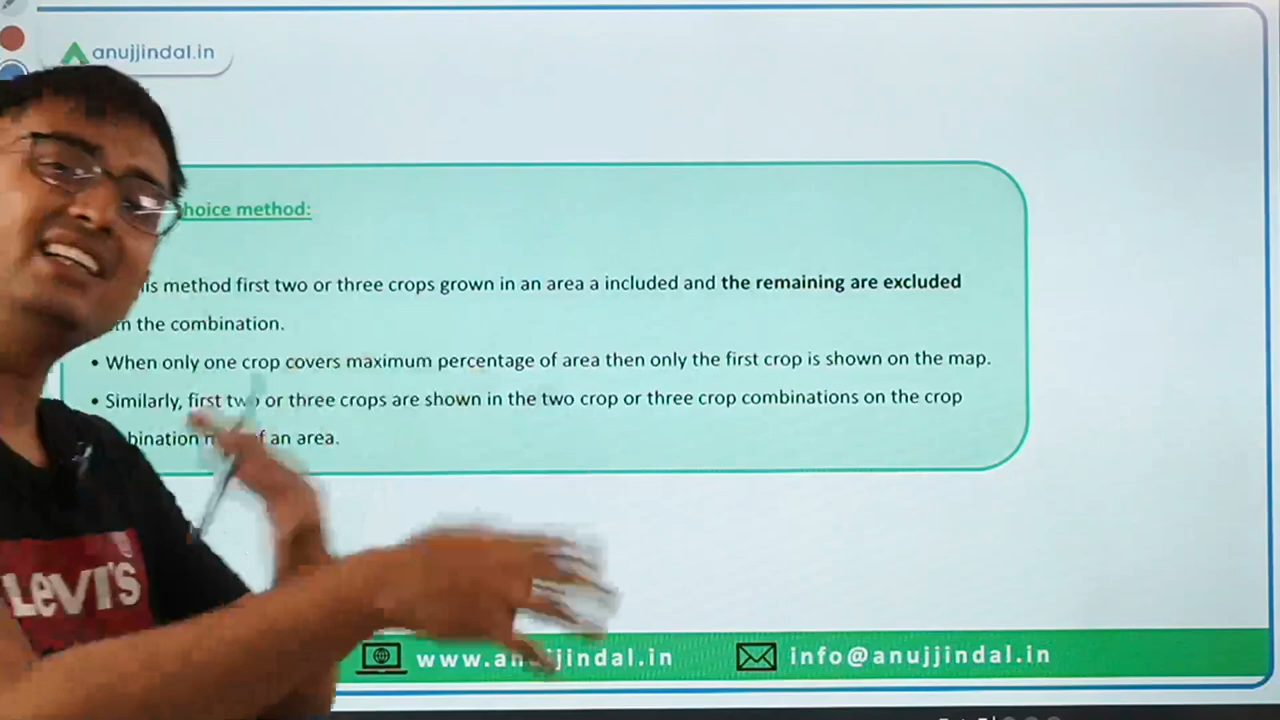 anujjindal.in
hoice method:
is method first two or three crops grown in an area a included and the remaining are excluded
the combination.
• When only one crop covers maximum percentage of area then only the first crop is shown on the map.
• Similarly, first two or three crops are shown in the two crop or three crop combinations on the crop
bination of an area.
LEVI'S
www.anujjindal.in
info@anujjindal.in